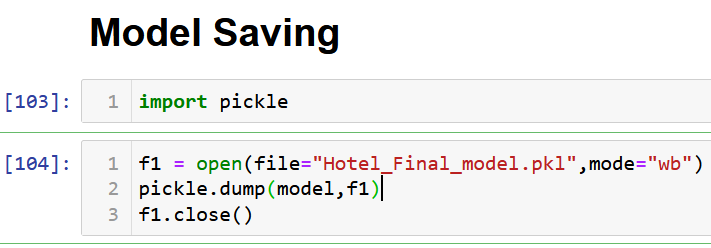 Model Saving
[103]: 1 import pickle
[104]: 1 f1 = open(file="Hotel_Final_model.pkl",mode="wb")
2 pickle.dump(model,f1)
3 f1.close()